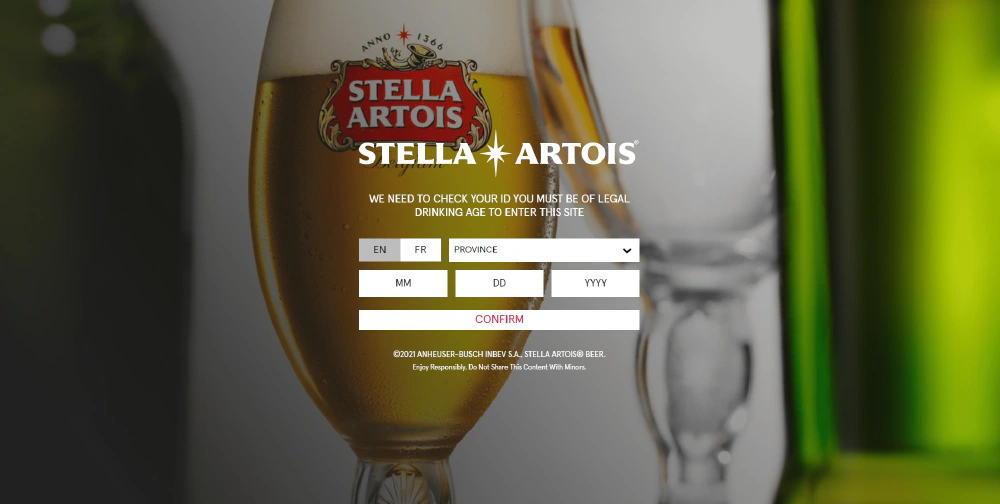 ANNO 1366
STELLA
ARTOIS
STELLA ARTOIS®
WE NEED TO CHECK YOUR ID YOU MUST BE OF LEGAL
DRINKING AGE TO ENTER THIS SITE
EN FR PROVINCE
MM DD YYYY
CONFIRM
©2021 ANHEUSER-BUSCH INBEV S.A., STELLA ARTOIS® BEER.
Enjoy Responsibly. Do Not Share This Content With Minors.